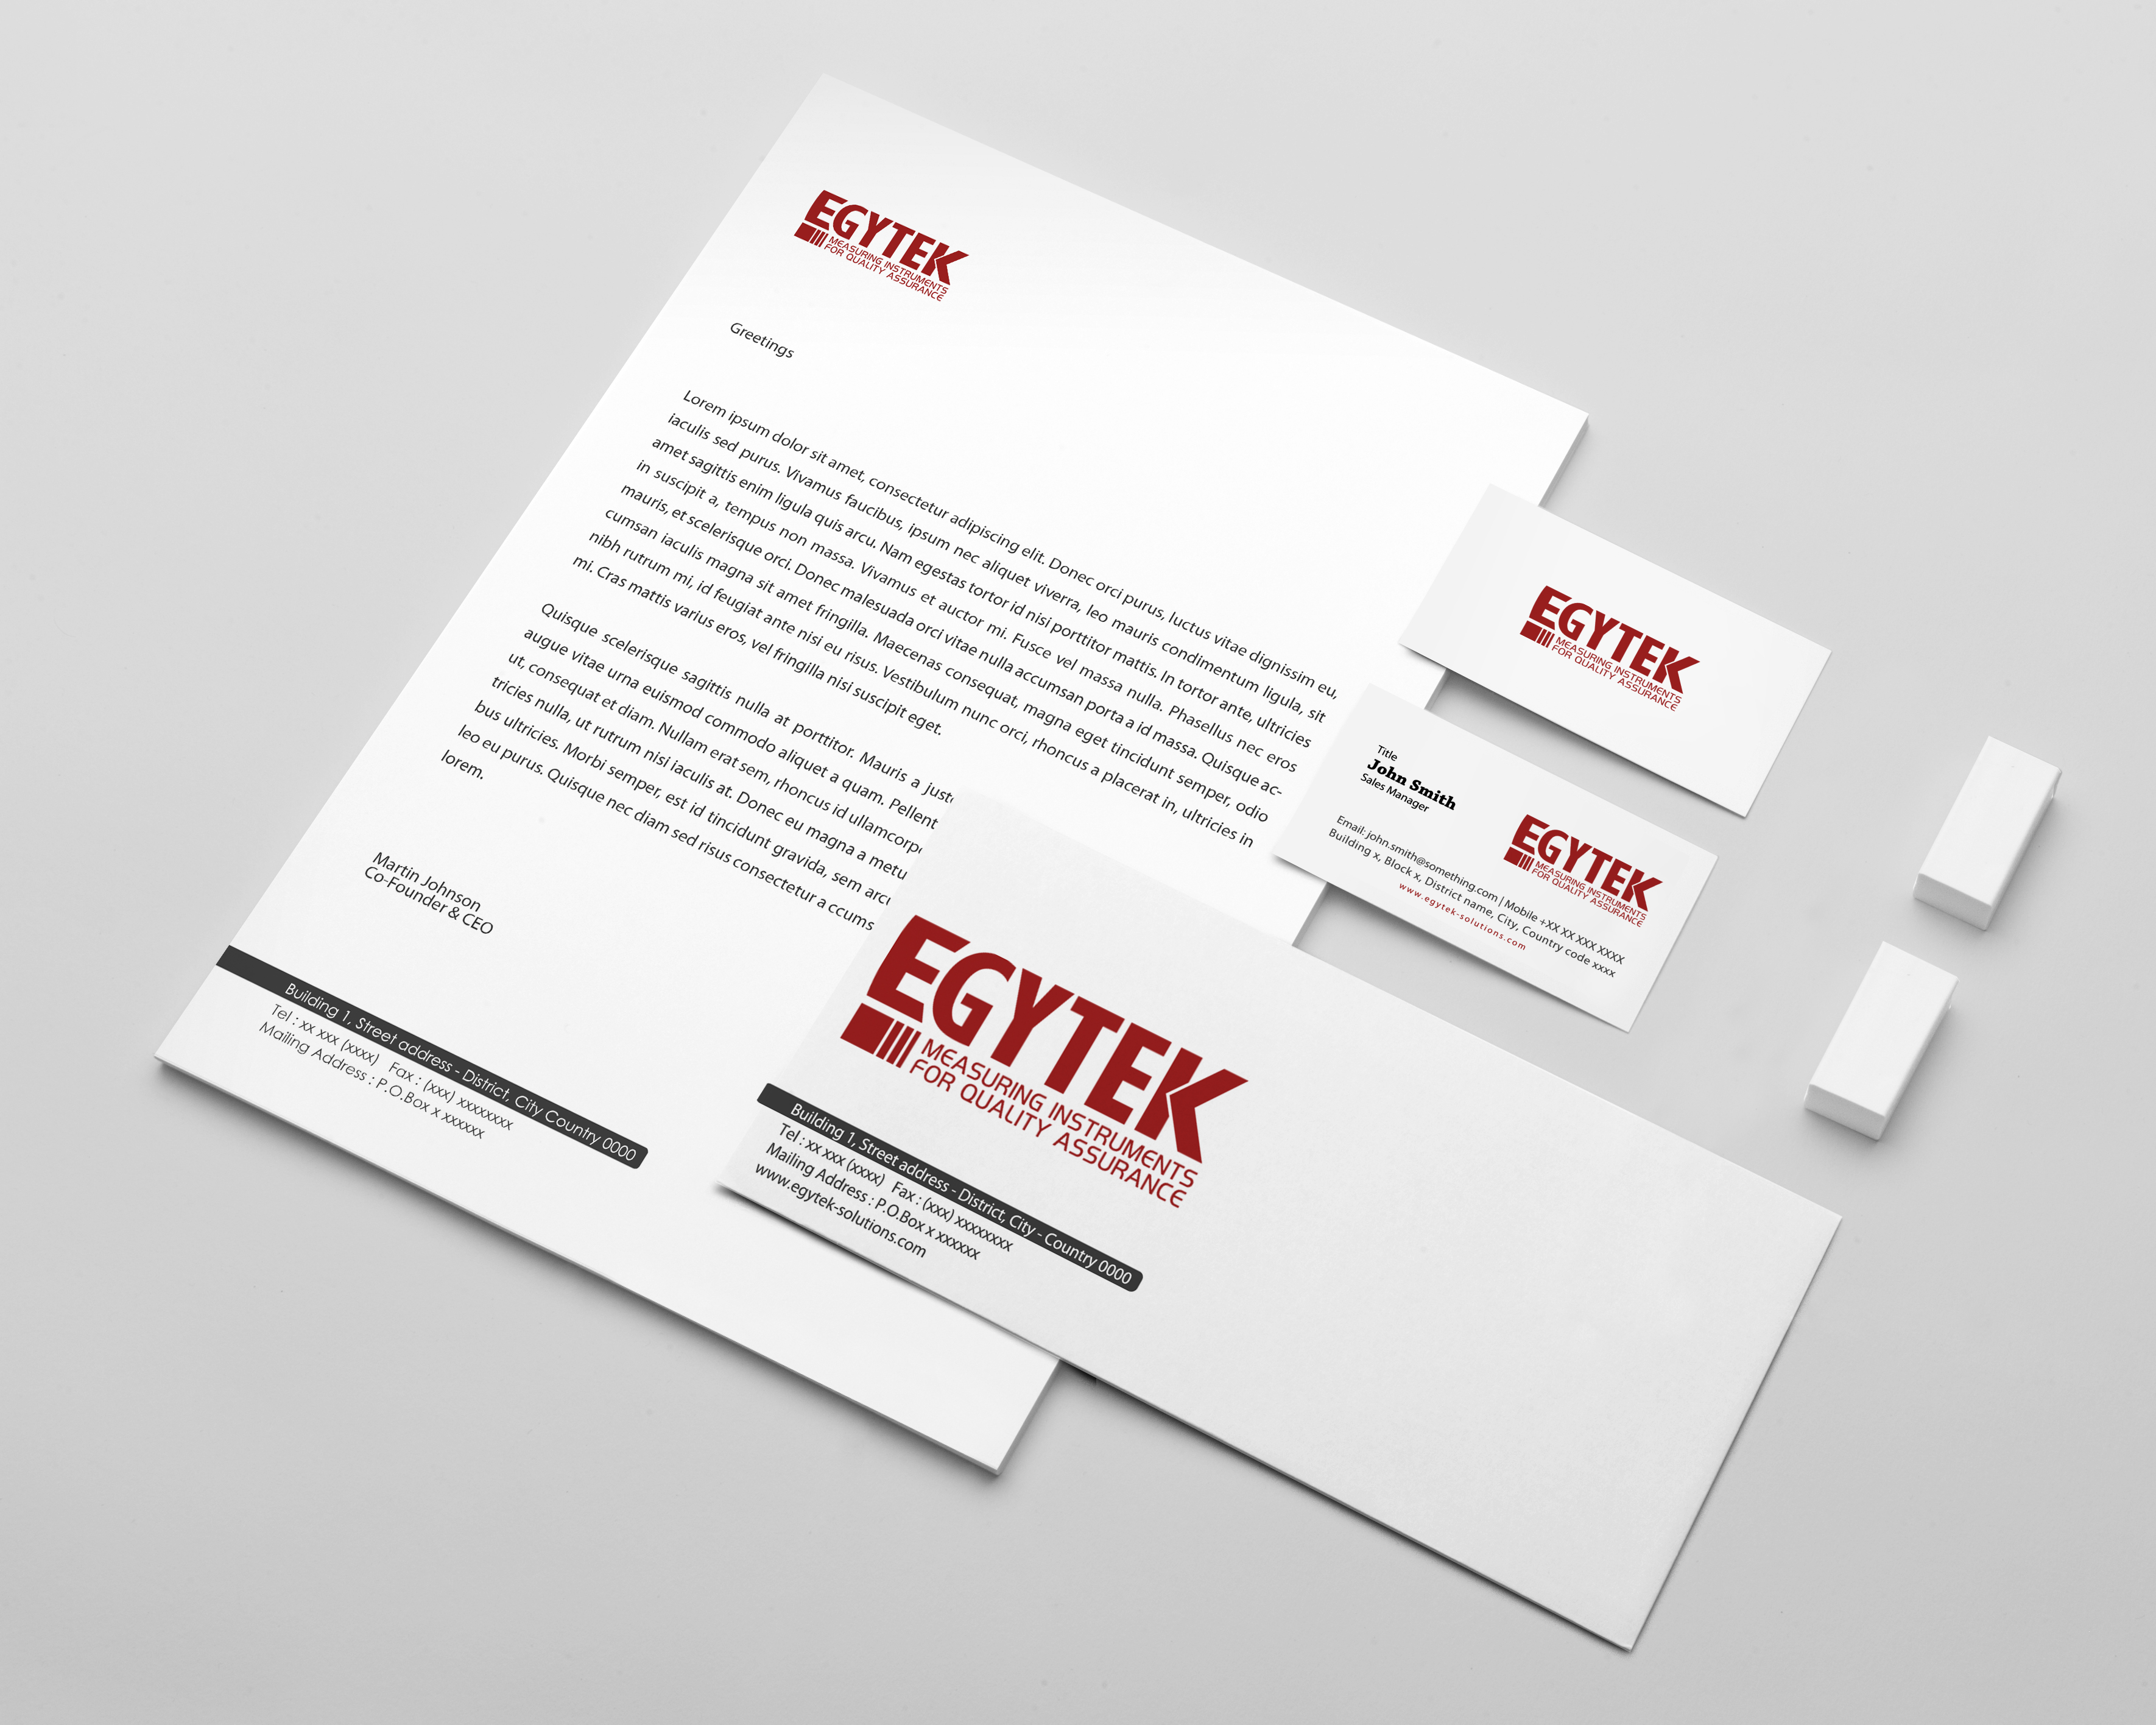 EGYTEK
MEASURING INSTRUMENTS
FOR QUALITY ASSURANCE
Greetings
Lorem ipsum dolor sit amet, consectetur adipiscing elit. Donec orci purus, luctus vitae dignissim eu,
iaculis sed purus. Vivamus faucibus, ipsum nec aliquet viverra, leo mauris condimentum ligula, sit
amet sagittis enim ligula quis arcu. Nam egestas tortor id nisi porttitor mattis. In tortor ante, ultricies
in suscipit a, tempus non massa. Vivamus et auctor mi. Fusce vel massa nulla. Phasellus nec eros
mauris, et scelerisque orci. Donec malesuada orci vitae nulla accumsan porta a id massa. Quisque ac-
cumsan iaculis magna sit amet fringilla. Maecenas consequat, magna eget tincidunt semper, odio
nibh rutrum mi, id feugiat ante nisi eu risus. Vestibulum nunc orci, rhoncus a placerat in, ultricies in
mi. Cras mattis varius eros, vel fringilla nisi suscipit eget.
Quisque scelerisque sagittis nulla at porttitor. Mauris a just
augue vitae urna euismod commodo aliquet a quam. Pellent
ut, consequat et diam. Nullam erat sem, rhoncus id ullamcorp
tricies nulla, ut rutrum nisi iaculis at. Donec eu magna a metu
bus ultricies. Morbi semper, est id tincidunt gravida, sem arc
leo eu purus. Quisque nec diam sed risus consectetur a ccums
lorem.
Martin Johnson
Co-Founder & CEO
Building 1, Street address - District, City Country 0000
Tel : xx xxx (xxxx) Fax : (xxx) xxxxxxxx
Mailing Address : P.O.Box x xxxxxx
EGYTEK
MEASURING INSTRUMENTS
FOR QUALITY ASSURANCE
Title
John Smith
Sales Manager
EGYTEK
MEASURING INSTRUMENTS
FOR QUALITY ASSURANCE
Email: john.smith@something.com | Mobile +XX XX XXX XXXX
Building x, Block x, District name, City, Country code xxxx
www.egytek-solutions.com
EGYTEK
MEASURING INSTRUMENTS
FOR QUALITY ASSURANCE
Building 1, Street address - District, City - Country 0000
Tel : xx xxx (xxxx) Fax : (xxx) xxxxxxxx
Mailing Address : P.O.Box x xxxxxx
www.egytek-solutions.com